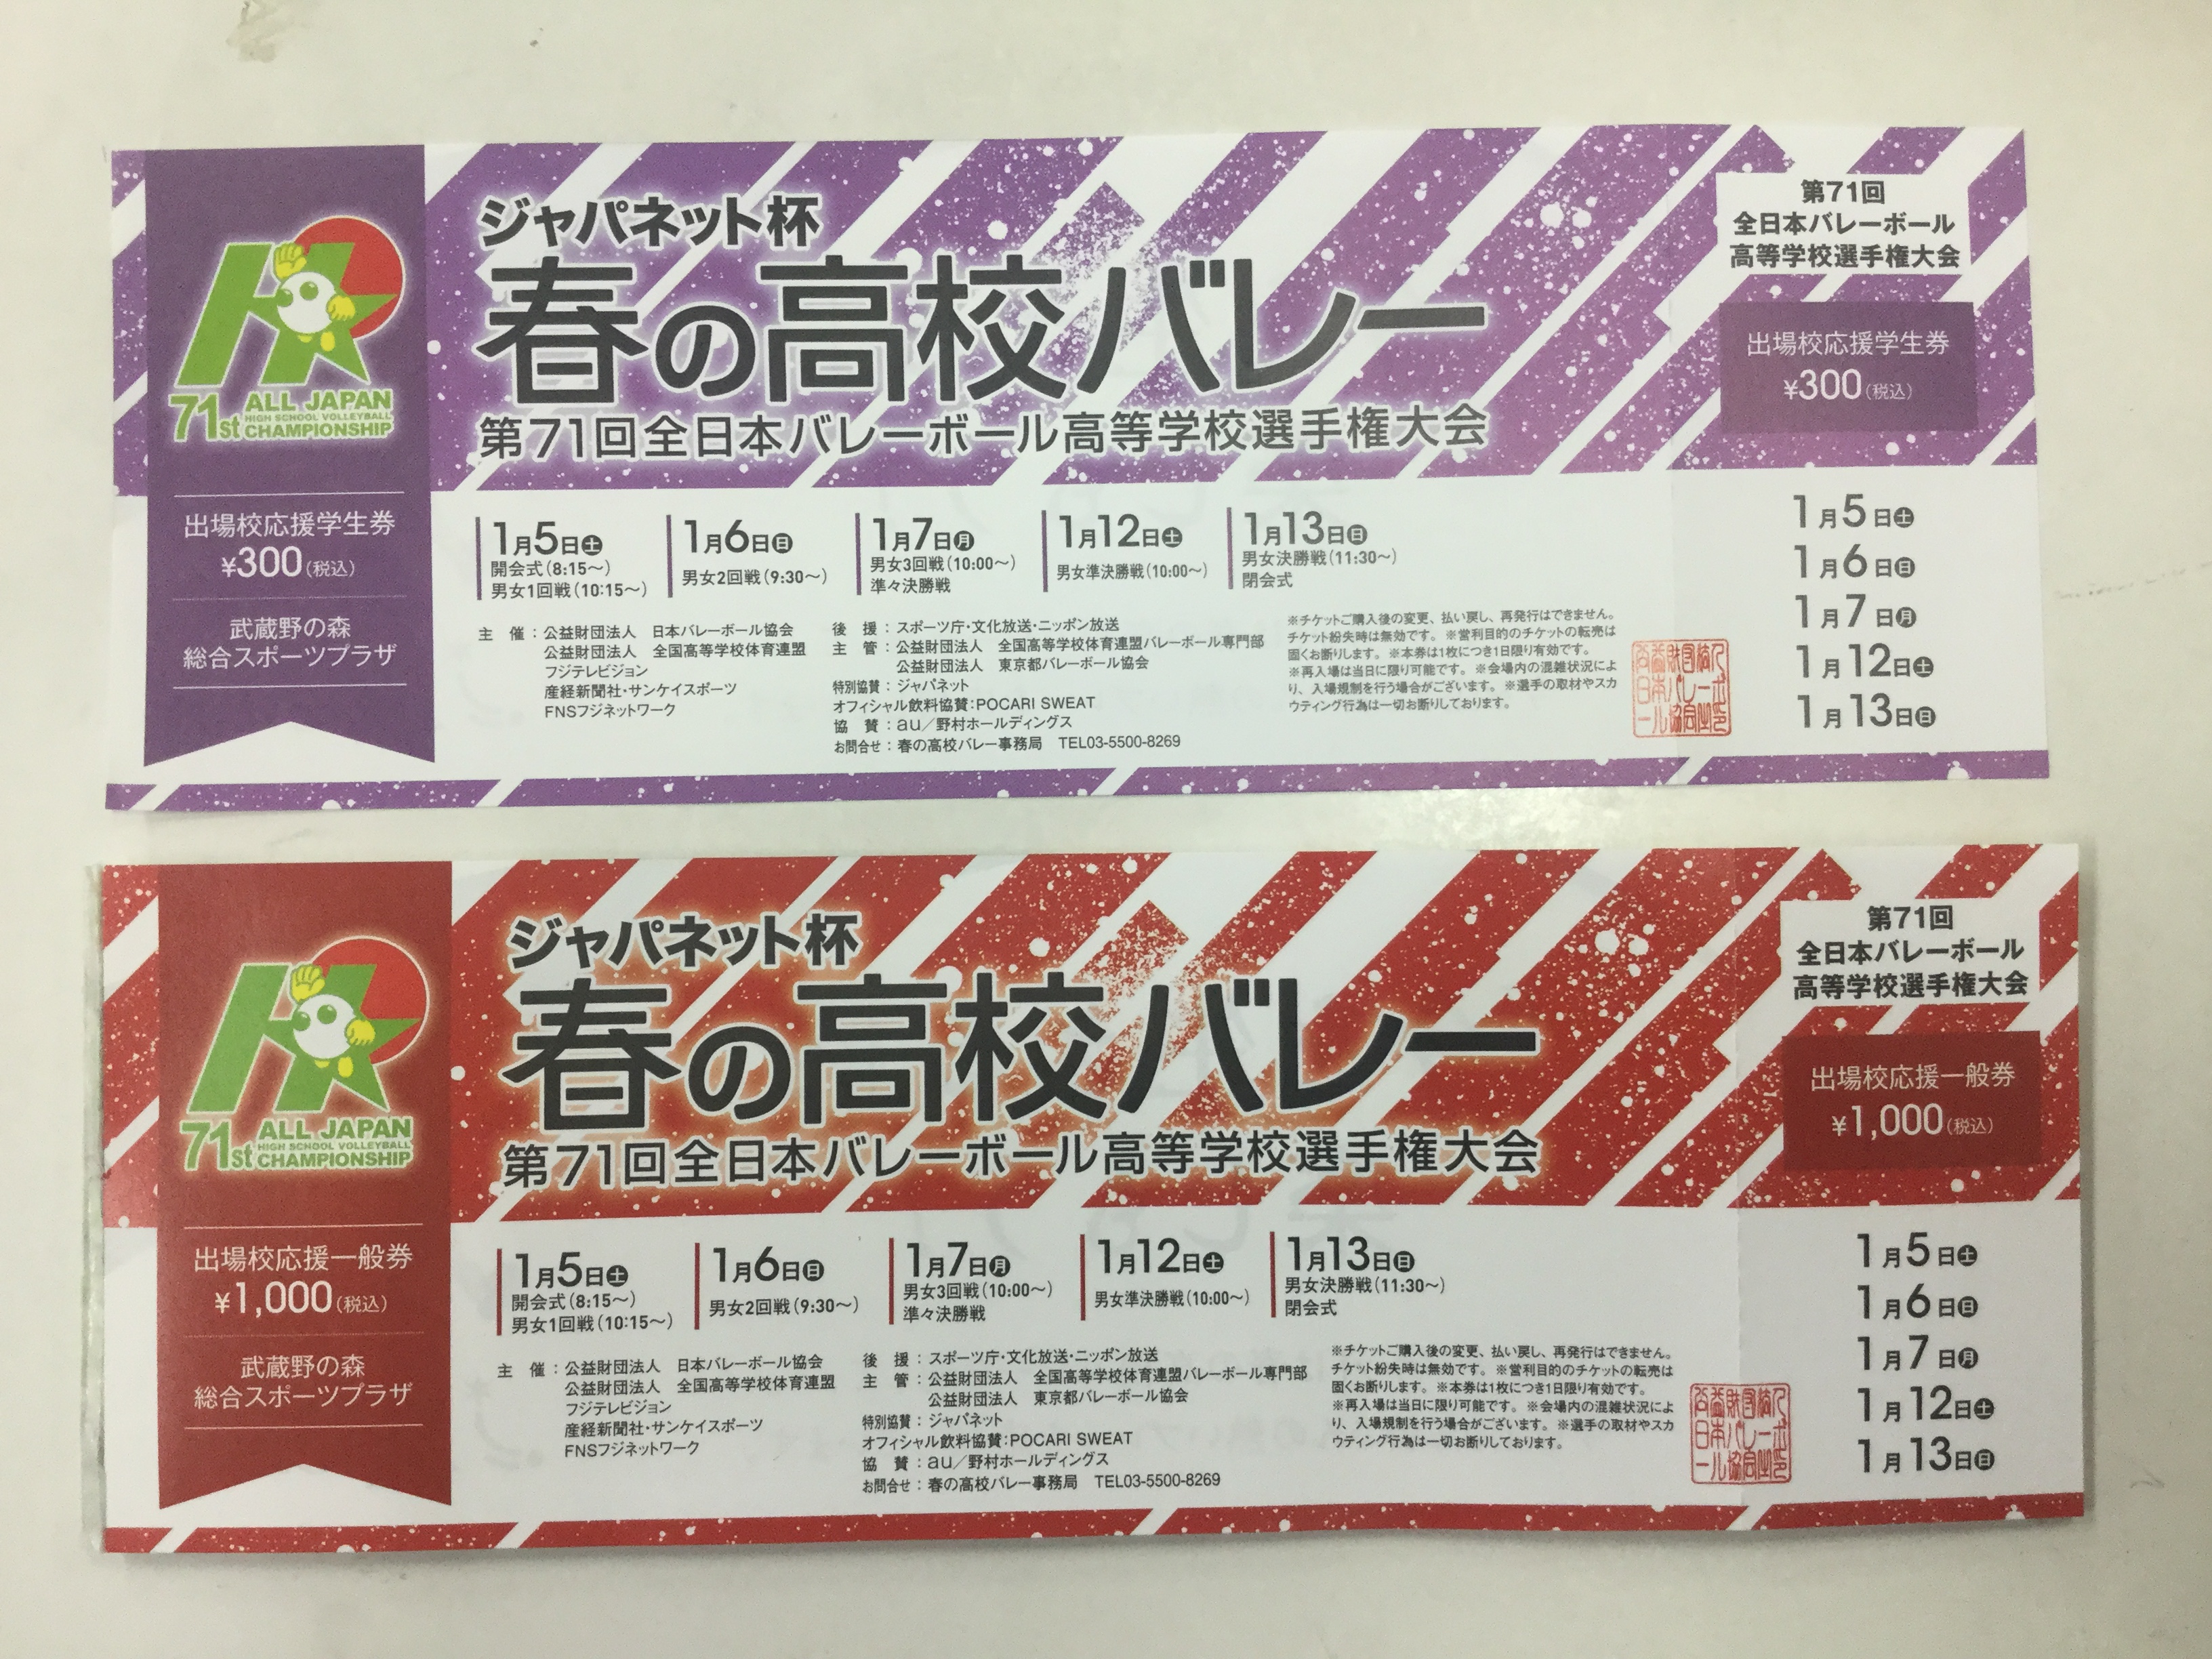 ジャパネット杯
春の高校バレー
第71回全日本バレーボール高等学校選手権大会
71st ALL JAPAN
HIGH SCHOOL VOLLEYBALL
CHAMPIONSHIP
出場校応援学生券
¥300(税込)
武蔵野の森
総合スポーツプラザ
1月5日土
開会式(8:15〜)
男女1回戦(10:15〜)
1月6日日
男女2回戦(9:30〜)
1月7日月
男女3回戦(10:00〜)
準々決勝戦
1月12日土
男女準決勝戦(10:00〜)
1月13日日
男女決勝戦(11:30〜)
閉会式
主 催:公益財団法人 日本バレーボール協会
公益財団法人 全国高等学校体育連盟
フジテレビジョン
産経新聞社・サンケイスポーツ
FNSフジネットワーク
後 援:スポーツ庁・文化放送・ニッポン放送
主 管:公益財団法人 全国高等学校体育連盟バレーボール専門部
公益財団法人 東京都バレーボール協会
特別協賛:ジャパネット
オフィシャル飲料協賛:POCARI SWEAT
協 賛:au/野村ホールディングス
お問合せ:春の高校バレー事務局 TEL03-5500-8269
※チケットご購入後の変更、払い戻し、再発行はできません。
チケット紛失時は無効です。※営利目的のチケットの転売は
固くお断りします。※本券は1枚につき1日限り有効です。
※再入場は当日に限り可能です。※会場内の混雑状況によ
り、入場規制を行う場合がございます。※選手の取材やスカ
ウティング行為は一切お断りしております。
第71回
全日本バレーボール
高等学校選手権大会
出場校応援学生券
¥300(税込)
1月5日土
1月6日日
1月7日月
1月12日土
1月13日日
ジャパネット杯
春の高校バレー
第71回全日本バレーボール高等学校選手権大会
71st ALL JAPAN
HIGH SCHOOL VOLLEYBALL
CHAMPIONSHIP
出場校応援一般券
¥1,000(税込)
武蔵野の森
総合スポーツプラザ
1月5日土
開会式(8:15〜)
男女1回戦(10:15〜)
1月6日日
男女2回戦(9:30〜)
1月7日月
男女3回戦(10:00〜)
準々決勝戦
1月12日土
男女準決勝戦(10:00〜)
1月13日日
男女決勝戦(11:30〜)
閉会式
主 催:公益財団法人 日本バレーボール協会
公益財団法人 全国高等学校体育連盟
フジテレビジョン
産経新聞社・サンケイスポーツ
FNSフジネットワーク
後 援:スポーツ庁・文化放送・ニッポン放送
主 管:公益財団法人 全国高等学校体育連盟バレーボール専門部
公益財団法人 東京都バレーボール協会
特別協賛:ジャパネット
オフィシャル飲料協賛:POCARI SWEAT
協 賛:au/野村ホールディングス
お問合せ:春の高校バレー事務局 TEL03-5500-8269
※チケットご購入後の変更、払い戻し、再発行はできません。
チケット紛失時は無効です。※営利目的のチケットの転売は
固くお断りします。※本券は1枚につき1日限り有効です。
※再入場は当日に限り可能です。※会場内の混雑状況によ
り、入場規制を行う場合がございます。※選手の取材やスカ
ウティング行為は一切お断りしております。
第71回
全日本バレーボール
高等学校選手権大会
出場校応援一般券
¥1,000(税込)
1月5日土
1月6日日
1月7日月
1月12日土
1月13日日